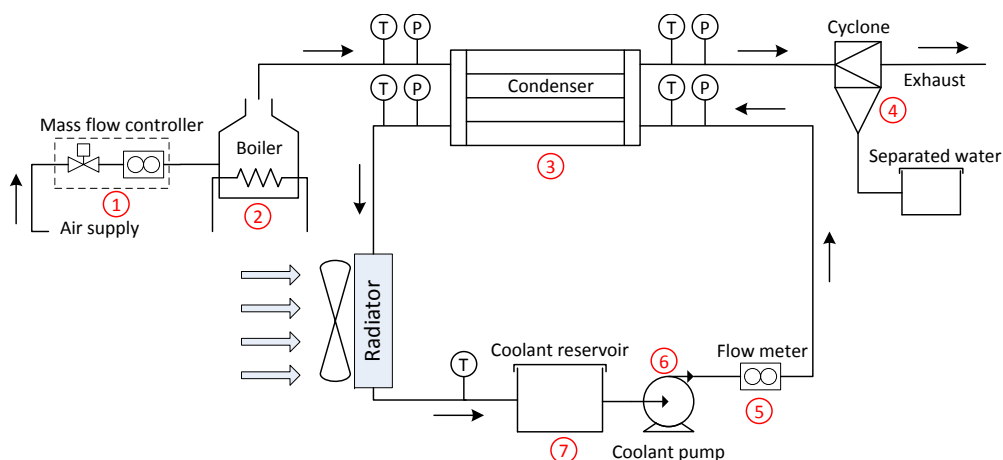 T P
T P
Cyclone
Exhaust
Condenser
T P
T P
4
Mass flow controller
Boiler
3
Separated water
1
2
Air supply
Radiator
Coolant reservoir
6
Flow meter
T
5
7
Coolant pump